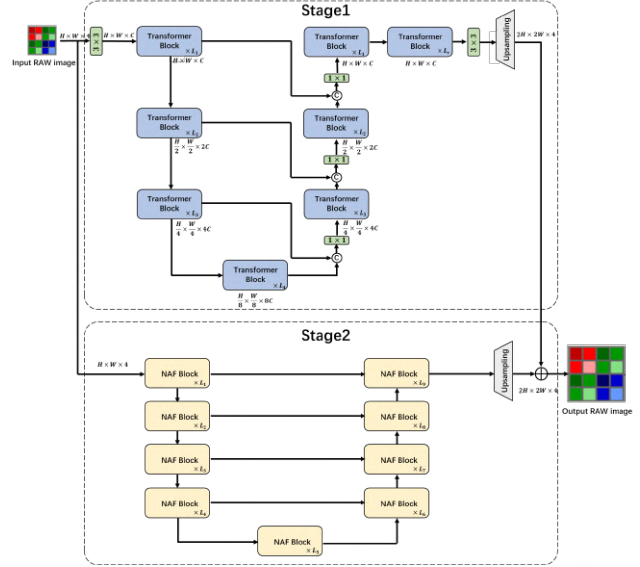 Stage1
Input RAW image
H × W × 4
3 × 3
H × W × C
Transformer
Block
× L₁
H × W × C
Transformer
Block
× L₂
H/2 × W/2 × 2C
Transformer
Block
H/4 × W/4 × 4C
Transformer
Block
H/8 × W/8 × 8C
C
1 × 1
H/4 × W/4 × 4C
Transformer
Block
× L₃
C
1 × 1
H/2 × W/2 × 2C
Transformer
Block
× L₂
C
1 × 1
H × W × C
Transformer
Block
Transformer
Block
H × W × C
3 × 3
Upsampling
2H × 2W × 4
Stage2
H × W × 4
NAF Block
× L₁
NAF Block
× L₂
NAF Block
× L₃
NAF Block
× L₄
NAF Block
× L₅
NAF Block
× L₆
NAF Block
× L₇
NAF Block
× L₈
NAF Block
× L₉
Upsampling
2H × 2W × 4
Output RAW image